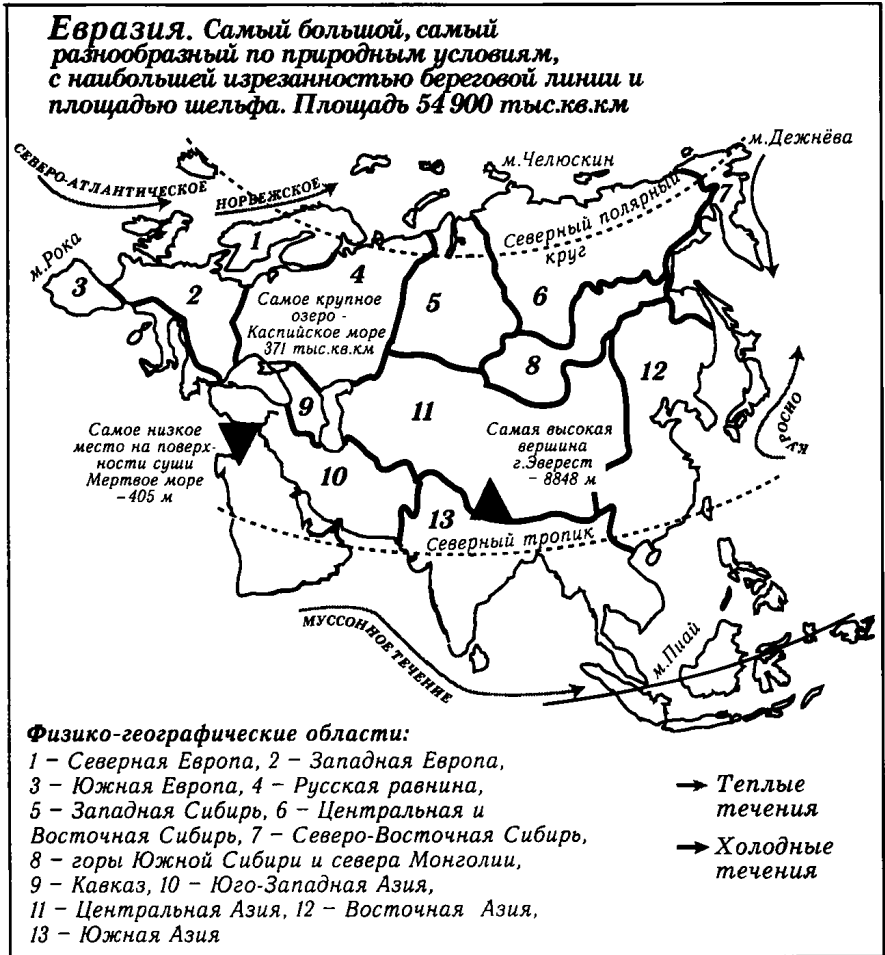 Евразия. Самый большой, самый
разнообразный по природным условиям,
с наибольшей изрезанностью береговой линии и
площадью шельфа. Площадь 54 900 тыс.кв.км
м.Дежнёва
м.Челюскин
СЕВЕРО-АТЛАНТИЧЕСКОЕ
НОРВЕЖСКОЕ
Северный полярный
круг
м.Рока
1
2
3
4
5
6
7
Самое крупное
озеро -
Каспийское море
371 тыс.кв.км
8
12
9
11
Самое низкое
место на поверх-
ности суши
Мертвое море
-405 м
Самая высокая
вершина
г.Эверест
- 8848 м
КУРОСИО
10
13
Северный тропик
МУССОННОЕ ТЕЧЕНИЕ
м.Пиай
Физико-географические области:
1 - Северная Европа, 2 - Западная Европа,
3 - Южная Европа, 4 - Русская равнина,
5 - Западная Сибирь, 6 - Центральная и
Восточная Сибирь, 7 - Северо-Восточная Сибирь,
8 - горы Южной Сибири и севера Монголии,
9 - Кавказ, 10 - Юго-Западная Азия,
11 - Центральная Азия, 12 - Восточная Азия,
13 - Южная Азия
Теплые
течения
Холодные
течения